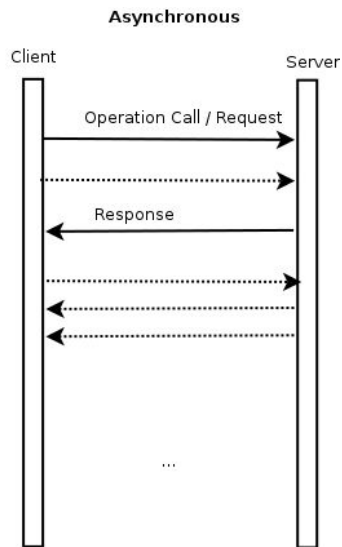 Asynchronous
Client
Server
Operation Call / Request
Response
...